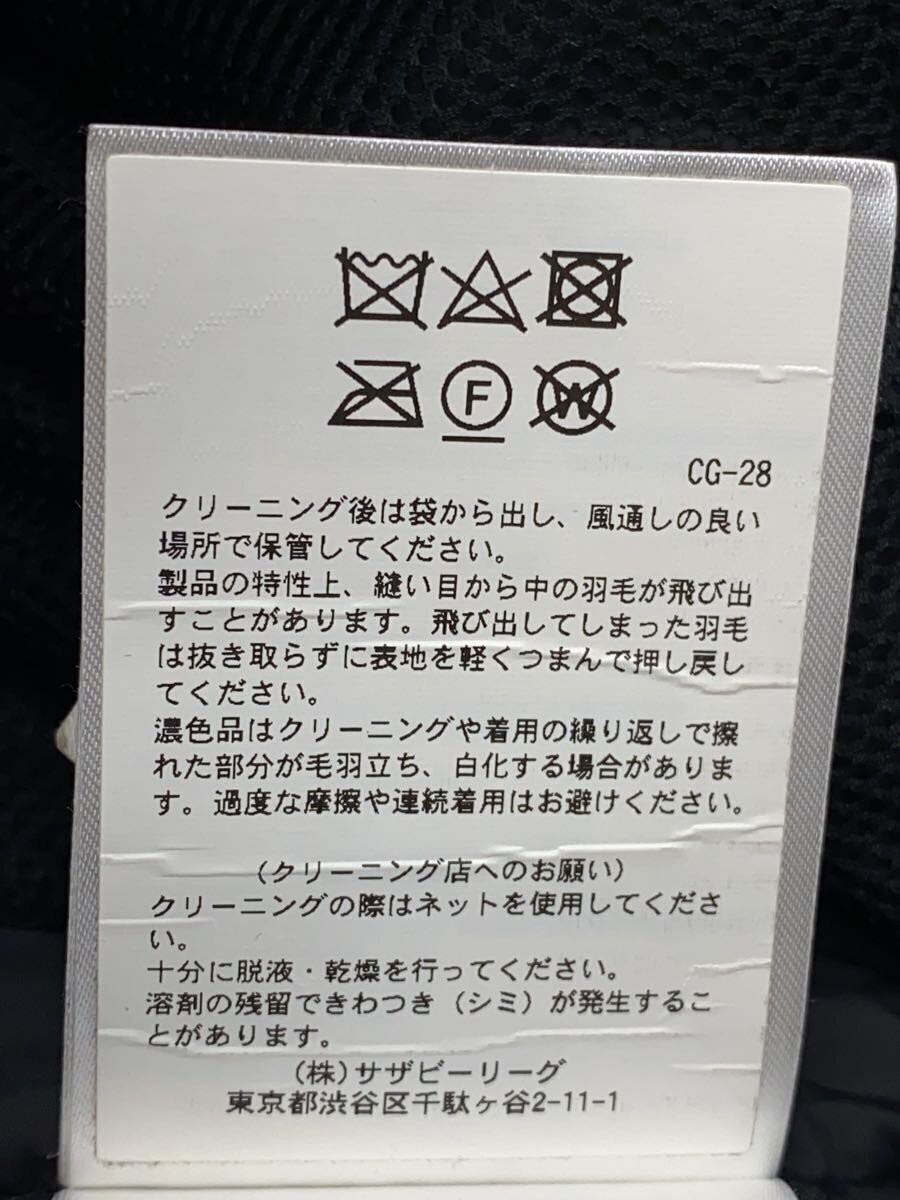 F
W
CG-28
クリーニング後は袋から出し、風通しの良い
場所で保管してください。
製品の特性上、縫い目から中の羽毛が飛び出
すことがあります。飛び出してしまった羽毛
は抜き取らずに表地を軽くつまんで押し戻し
てください。
濃色品はクリーニングや着用の繰り返しで擦
れた部分が毛羽立ち、白化する場合がありま
す。過度な摩擦や連続着用はお避けください。
(クリーニング店へのお願い)
クリーニングの際はネットを使用してくださ
い。
十分に脱液・乾燥を行ってください。
溶剤の残留できわつき(シミ)が発生するこ
とがあります。
(株)サザビーリーグ
東京都渋谷区千駄ヶ谷2-11-1